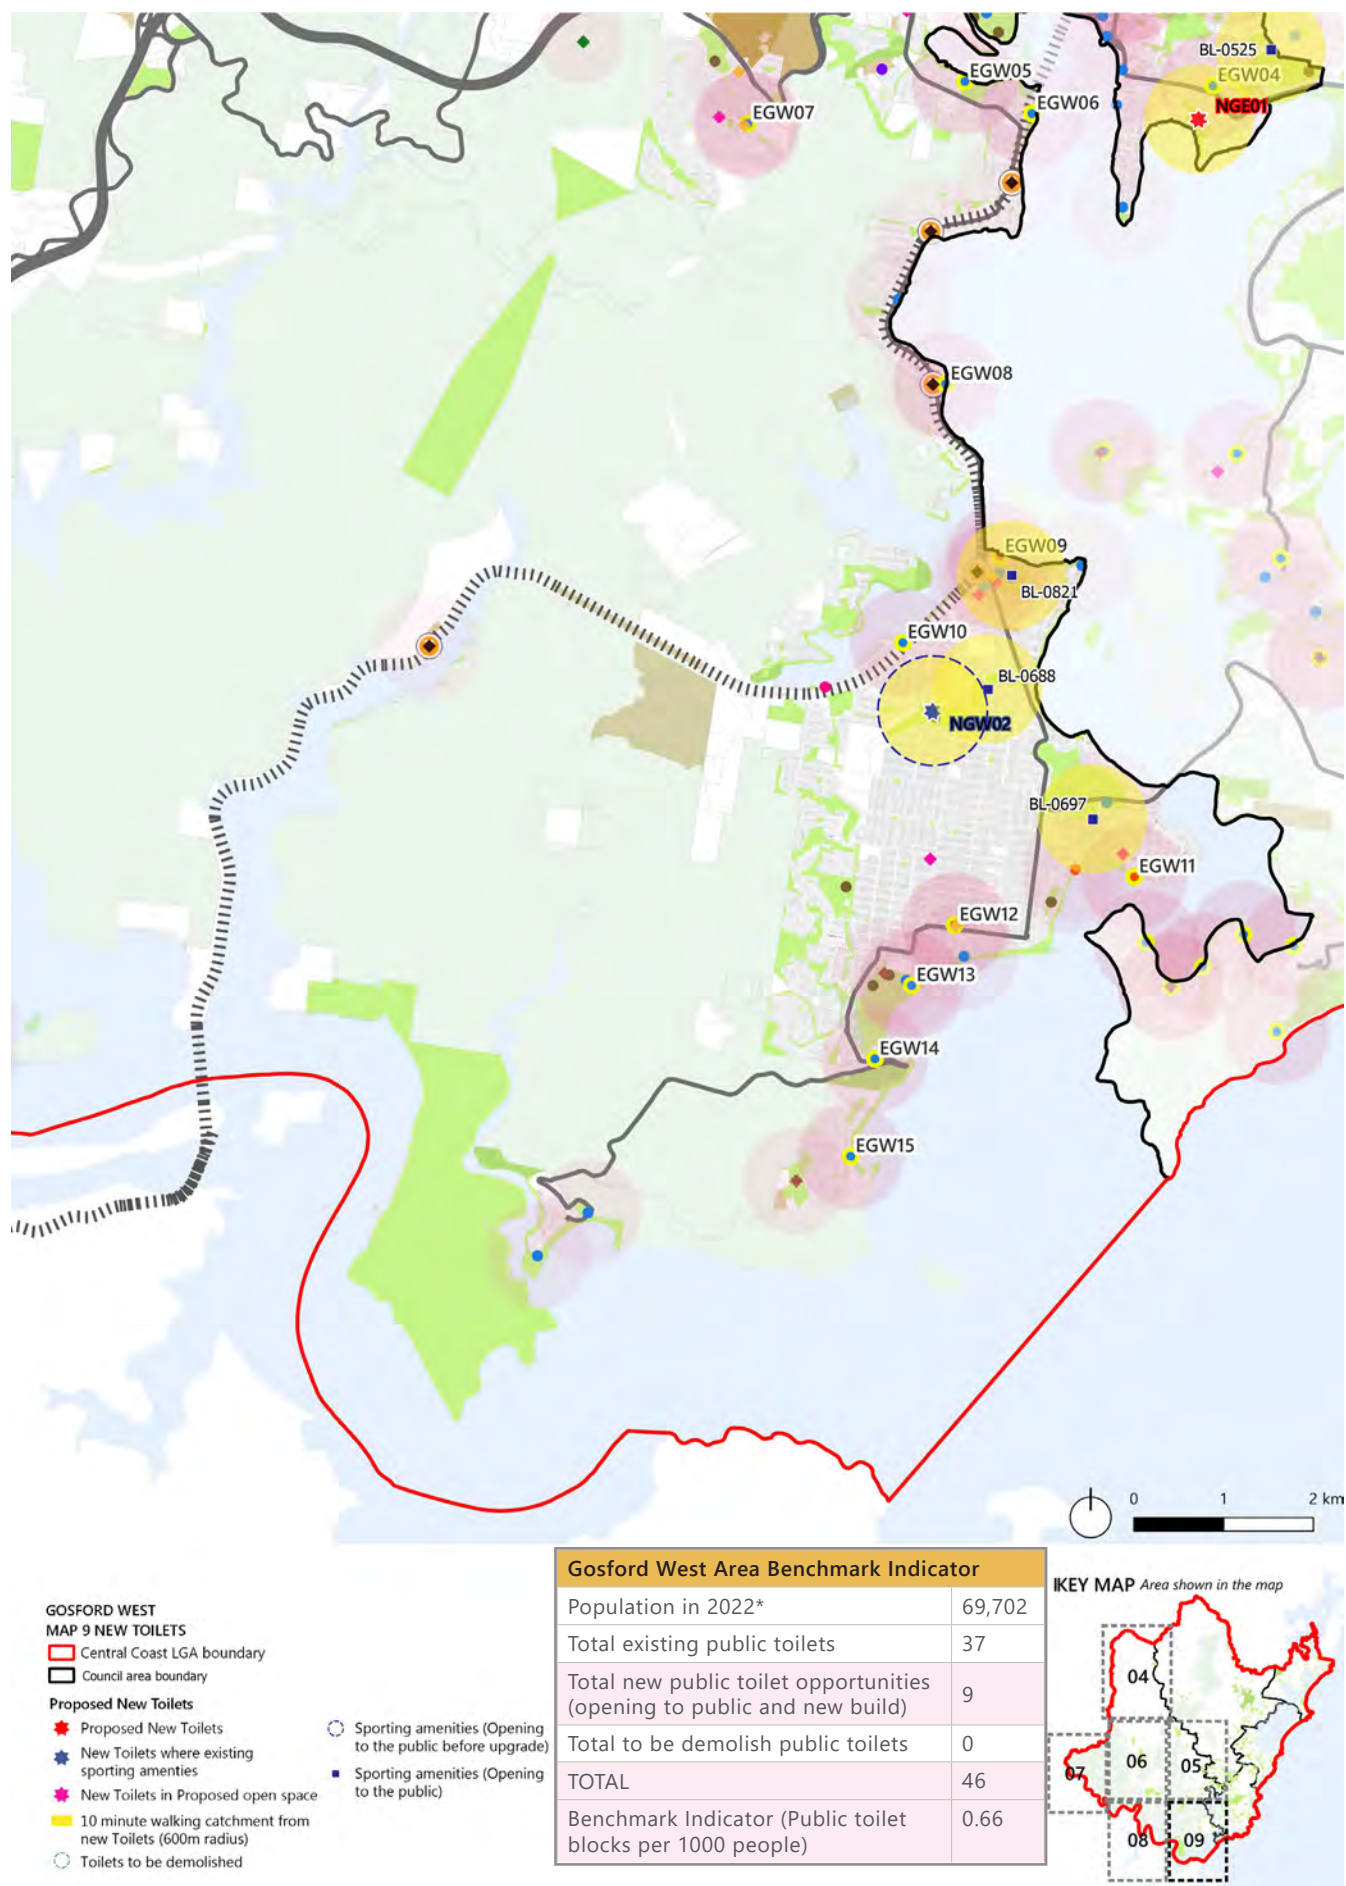 BL-0525
EGW05
EGW04
EGW06
NGE01
EGW07
EGW08
EGW09
BL-0821
EGW10
BL-0688
NGW02
BL-0697
EGW11
EGW12
EGW13
EGW14
EGW15
0 1 2 km
GOSFORD WEST
MAP 9 NEW TOILETS
Central Coast LGA boundary
Council area boundary
Proposed New Toilets
Proposed New Toilets
New Toilets where existing
sporting amenties
New Toilets in Proposed open space
10 minute walking catchment from
new Toilets (600m radius)
Toilets to be demolished
Sporting amenities (Opening
to the public before upgrade)
Sporting amenities (Opening
to the public)
Gosford West Area Benchmark Indicator
Population in 2022* 69,702
Total existing public toilets 37
Total new public toilet opportunities
(opening to public and new build) 9
Total to be demolish public toilets 0
TOTAL 46
Benchmark Indicator (Public toilet
blocks per 1000 people) 0.66
KEY MAP Area shown in the map
04
06
05
07
08
09